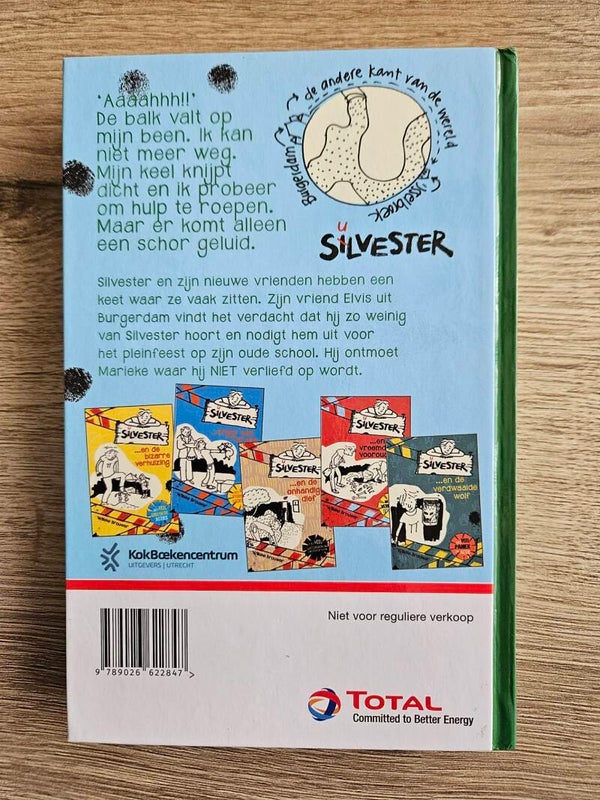 'Aaaahhh!!'
De balk valt op
mijn been. Ik kan
niet meer weg.
Mijn keel knijpt
dicht en ik probeer
om hulp te roepen.
Maar er komt alleen
een schor geluid.
de andere kant van de wereld
Burgerdam
IJsselbroek
u
SiLVESTER
Silvester en zijn nieuwe vrienden hebben een
keet waar ze vaak zitten. Zijn vriend Elvis uit
Burgerdam vindt het verdacht dat hij zo weinig
van Silvester hoort en nodigt hem uit voor
het pleinfeest op zijn oude school. Hij ontmoet
Marieke waar hij NIET verliefd op wordt.
SILVESTER
...en de
bizarre
verhuizing
SILVESTER
SILVESTER
...en de
onhandig
dief
SILVESTER
...en
vreemd
voorou
SILVESTER
...en de
verdwaalde
wolf
KokBoekencentrum
UITGEVERS | UTRECHT
Niet voor reguliere verkoop
9 789026 622847 >
TOTAL
Committed to Better Energy